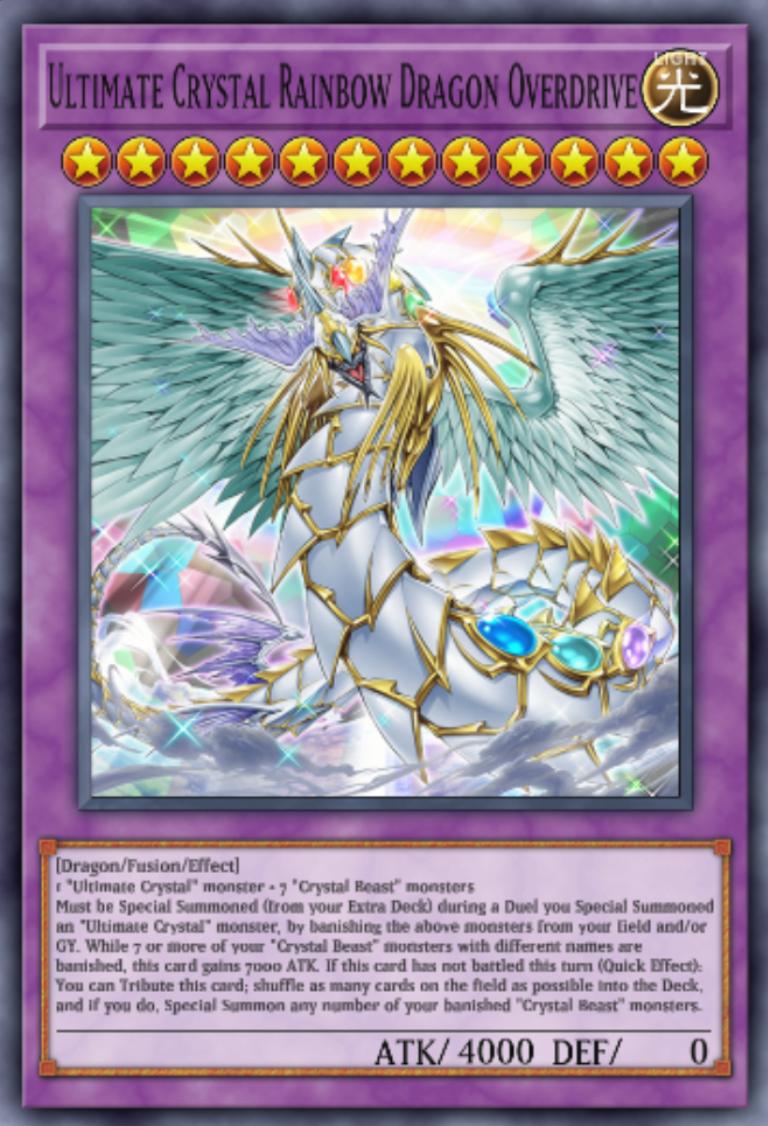 ULTIMATE CRYSTAL RAINBOW DRAGON OVERDRIVE
LIGHT
光
[Dragon/Fusion/Effect]
1 "Ultimate Crystal" monster + 7 "Crystal Beast" monsters
Must be Special Summoned (from your Extra Deck) during a Duel you Special Summoned
an "Ultimate Crystal" monster, by banishing the above monsters from your field and/or
GY. While 7 or more of your "Crystal Beast" monsters with different names are
banished, this card gains 7000 ATK. If this card has not battled this turn (Quick Effect):
You can Tribute this card; shuffle as many cards on the field as possible into the Deck,
and if you do, Special Summon any number of your banished "Crystal Beast" monsters.
ATK/ 4000 DEF/ 0